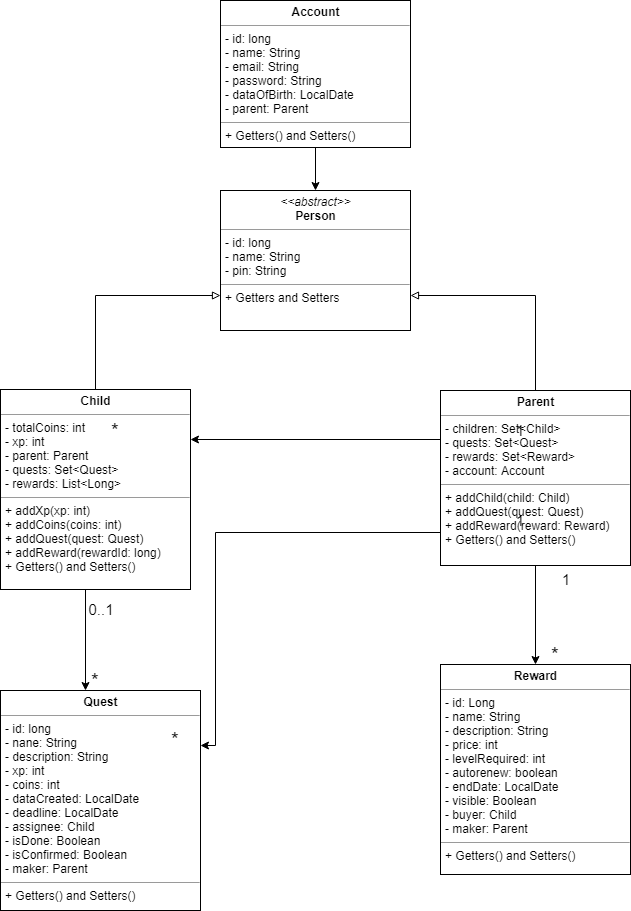 Account
- id: long
- name: String
- email: String
- password: String
- dataOfBirth: LocalDate
- parent: Parent
+ Getters() and Setters()
<<abstract>>
Person
- id: long
- name: String
- pin: String
+ Getters and Setters
Child
- totalCoins: int
*
- xp: int
- parent: Parent
- quests: Set<Quest>
- rewards: List<Long>
+ addXp(xp: int)
+ addCoins(coins: int)
+ addQuest(quest: Quest)
+ addReward(rewardId: long)
+ Getters() and Setters()
Parent
- children: Set<Child>
1
- quests: Set<Quest>
- rewards: Set<Reward>
- account: Account
+ addChild(child: Child)
+ addQuest(quest: Quest)
1
+ addReward(reward: Reward)
+ Getters() and Setters()
0..1
*
1
*
Quest
- id: long
*
- nane: String
- description: String
- xp: int
- coins: int
- dataCreated: LocalDate
- deadline: LocalDate
- assignee: Child
- isDone: Boolean
- isConfirmed: Boolean
- maker: Parent
+ Getters() and Setters()
Reward
- id: Long
- name: String
- description: String
- price: int
- levelRequired: int
- autorenew: boolean
- endDate: LocalDate
- visible: Boolean
- buyer: Child
- maker: Parent
+ Getters() and Setters()